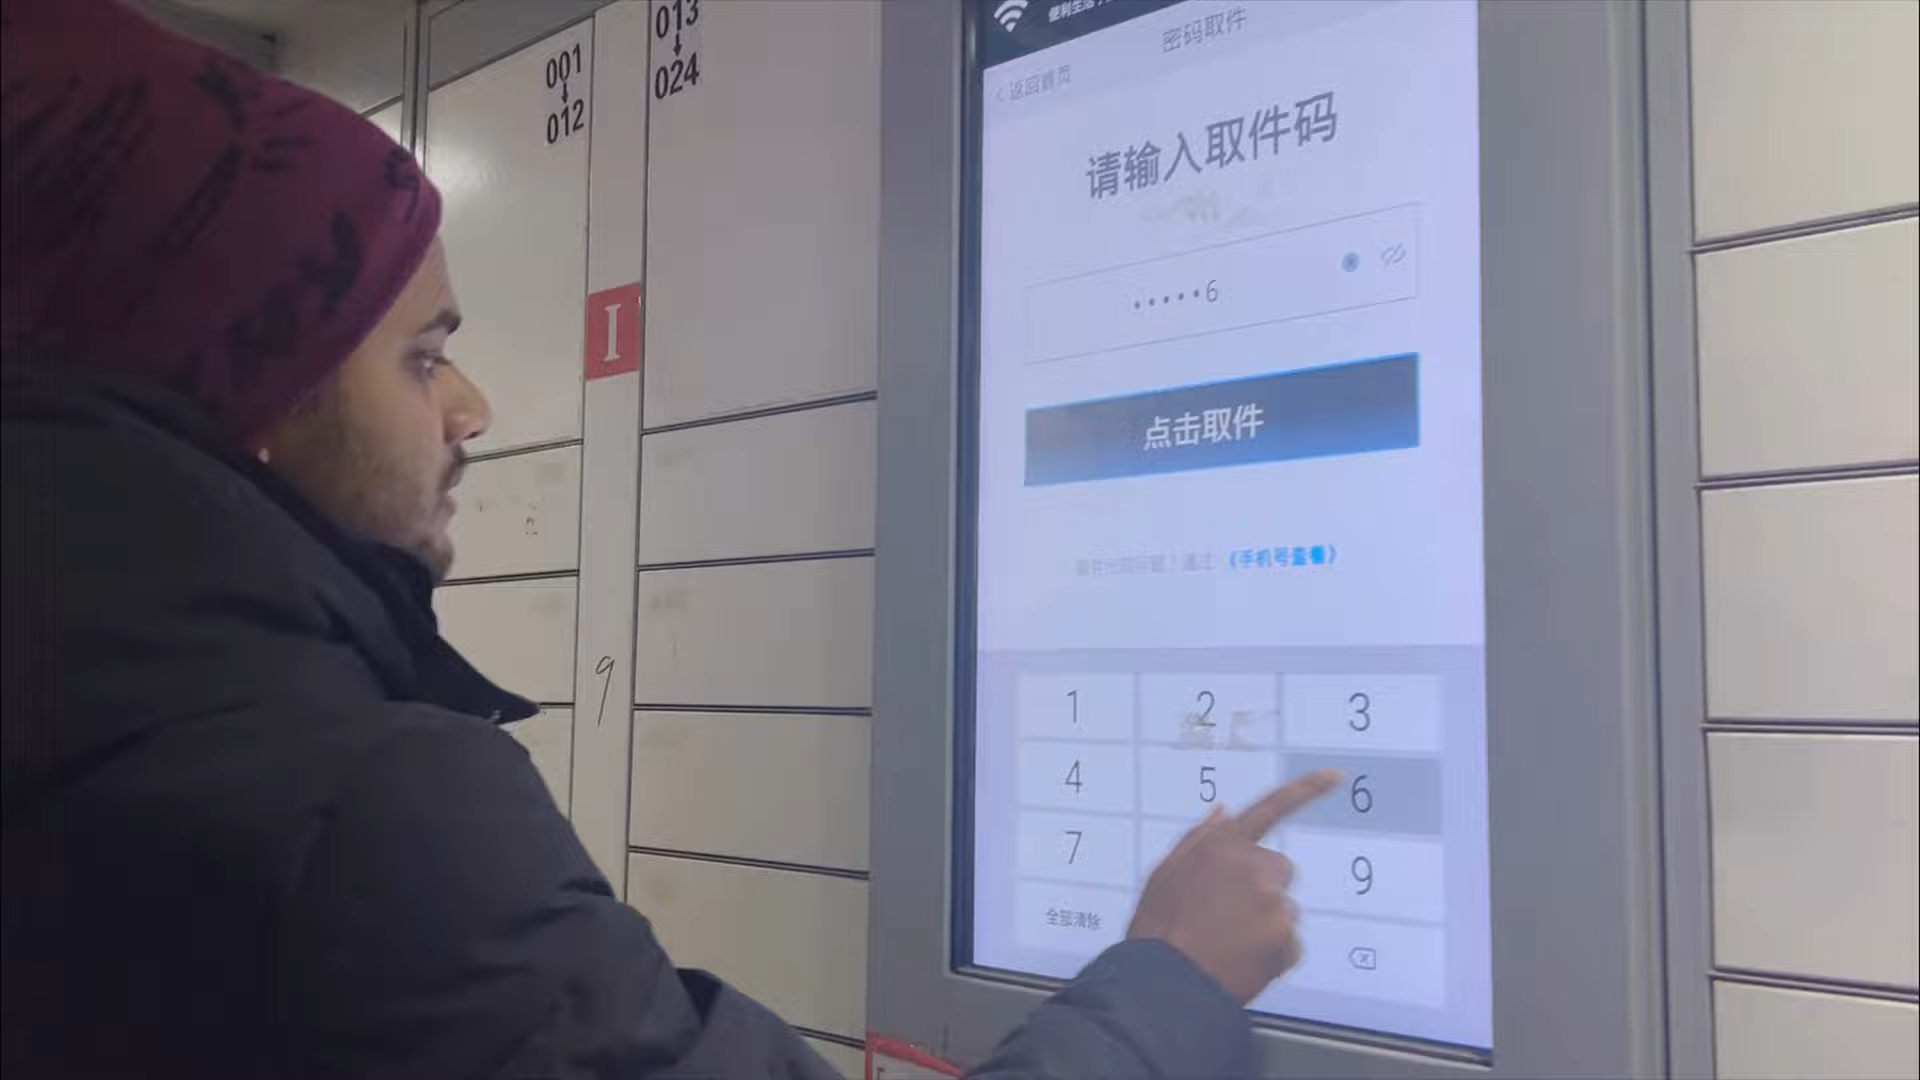 001
↓
012
013
↓
024
I
9
密码取件
< 返回首页
请输入取件码
•••••6
点击取件
《手机号查看》
1 2 3
4 5 6
7 9
全部清除